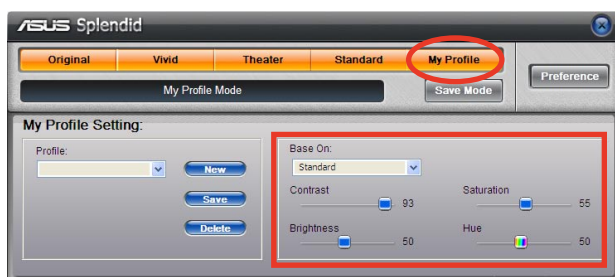 ASUS Splendid
Original Vivid Theater Standard My Profile
My Profile Mode Save Mode Preference
My Profile Setting:
Profile:
New
Save
Delete
Base On:
Standard
Contrast 93 Saturation 55
Brightness 50 Hue 50